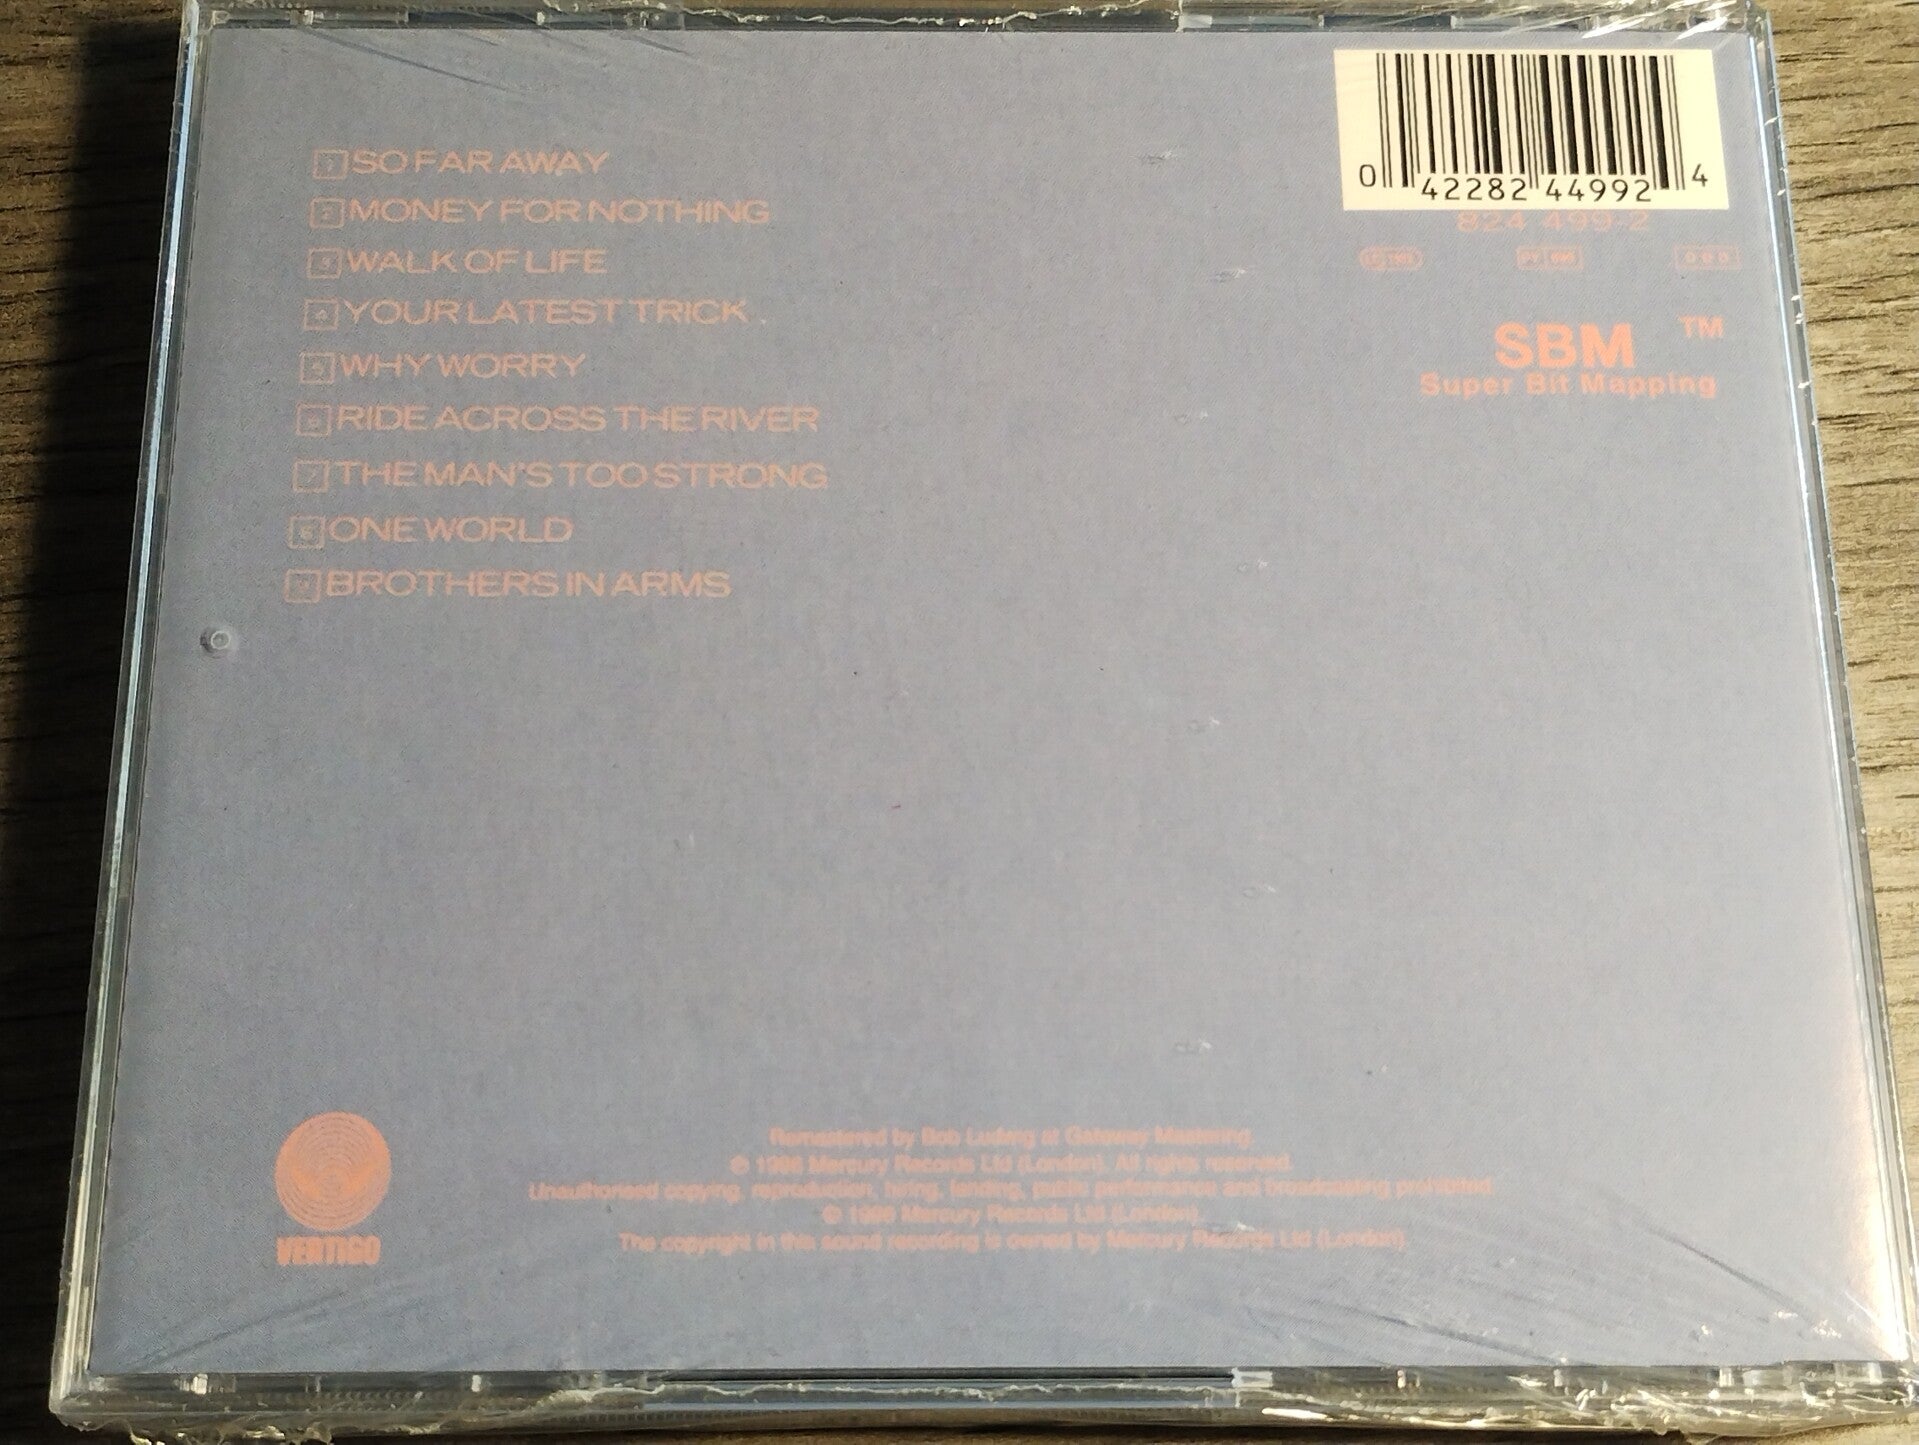 1 SO FAR AWAY
2 MONEY FOR NOTHING
3 WALK OF LIFE
4 YOUR LATEST TRICK
5 WHY WORRY
6 RIDE ACROSS THE RIVER
7 THE MAN'S TOO STRONG
8 ONE WORLD
9 BROTHERS IN ARMS
0 42282 44992 4
824 499-2
DDD
SBM TM
Super Bit Mapping
VERTIGO
Remastered by Bob Ludwig at Gateway Mastering.
Mercury Records Ltd (London). All rights reserved.
Unauthorised copying, reproduction, hiring, lending, public performance and broadcasting prohibited.
Mercury Records Ltd (London).
The copyright in this sound recording is owned by Mercury Records Ltd (London).